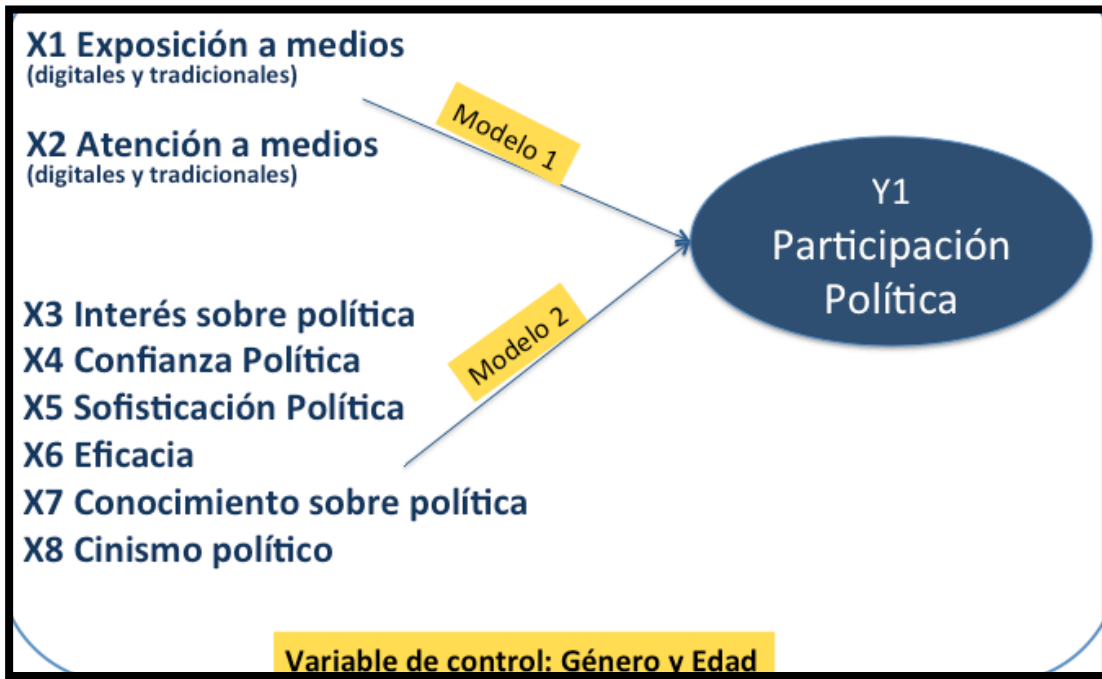 X1 Exposición a medios
(digitales y tradicionales)
X2 Atención a medios
(digitales y tradicionales)
Modelo 1
Y1
Participación
Política
X3 Interés sobre política
X4 Confianza Política
X5 Sofisticación Política
X6 Eficacia
X7 Conocimiento sobre política
X8 Cinismo político
Modelo 2
Variable de control: Género y Edad